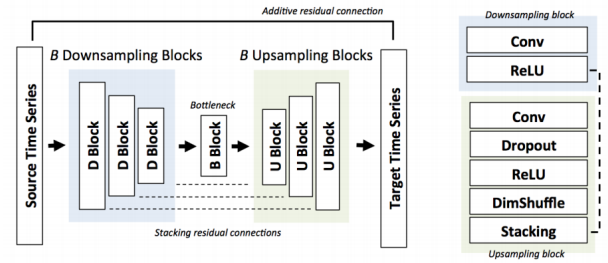 Additive residual connection
B Downsampling Blocks
B Upsampling Blocks
Source Time Series
D Block
D Block
D Block
Bottleneck
B Block
U Block
U Block
U Block
Target Time Series
Stacking residual connections
Downsampling block
Conv
ReLU
Conv
Dropout
ReLU
DimShuffle
Stacking
Upsampling block